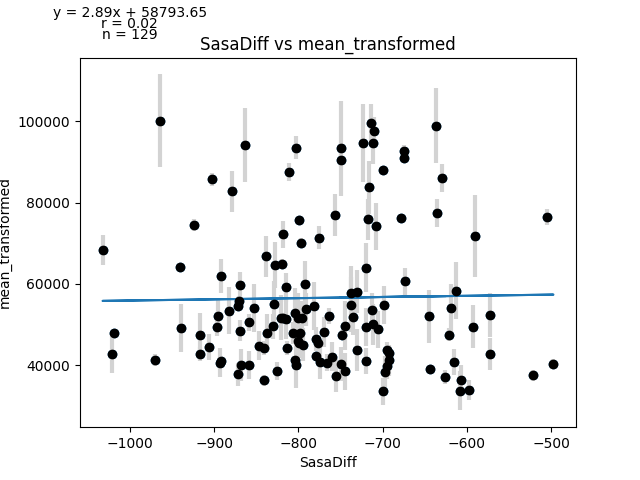 y = 2.89x + 58793.65
r = 0.02
n = 129
SasaDiff vs mean_transformed
100000
80000
60000
40000
mean_transformed
−1000
−900
−800
−700
−600
−500
SasaDiff